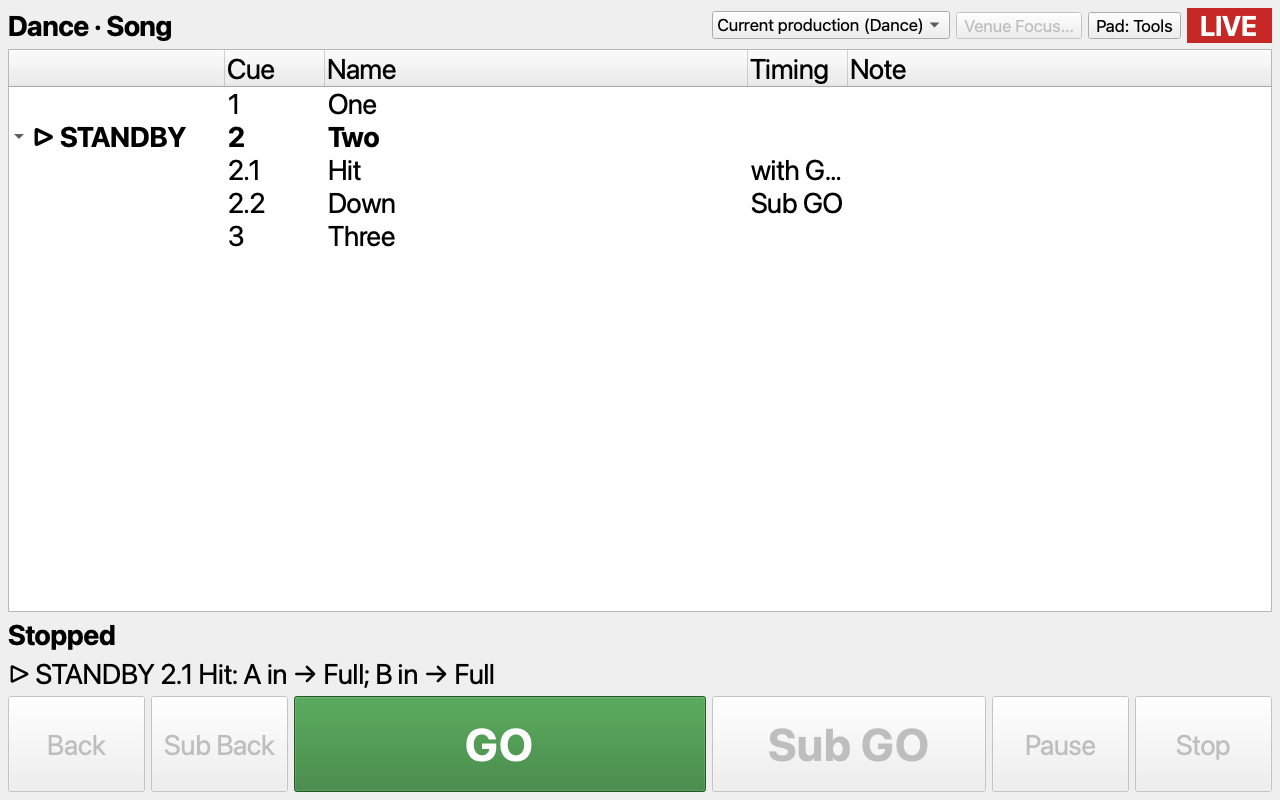 Dance · Song
Current production (Dance)
Venue Focus...
Pad: Tools
LIVE
Cue Name Timing Note
1 One
▷ STANDBY 2 Two
2.1 Hit with G...
2.2 Down Sub GO
3 Three
Stopped
▷ STANDBY 2.1 Hit: A in → Full; B in → Full
Back Sub Back GO Sub GO Pause Stop